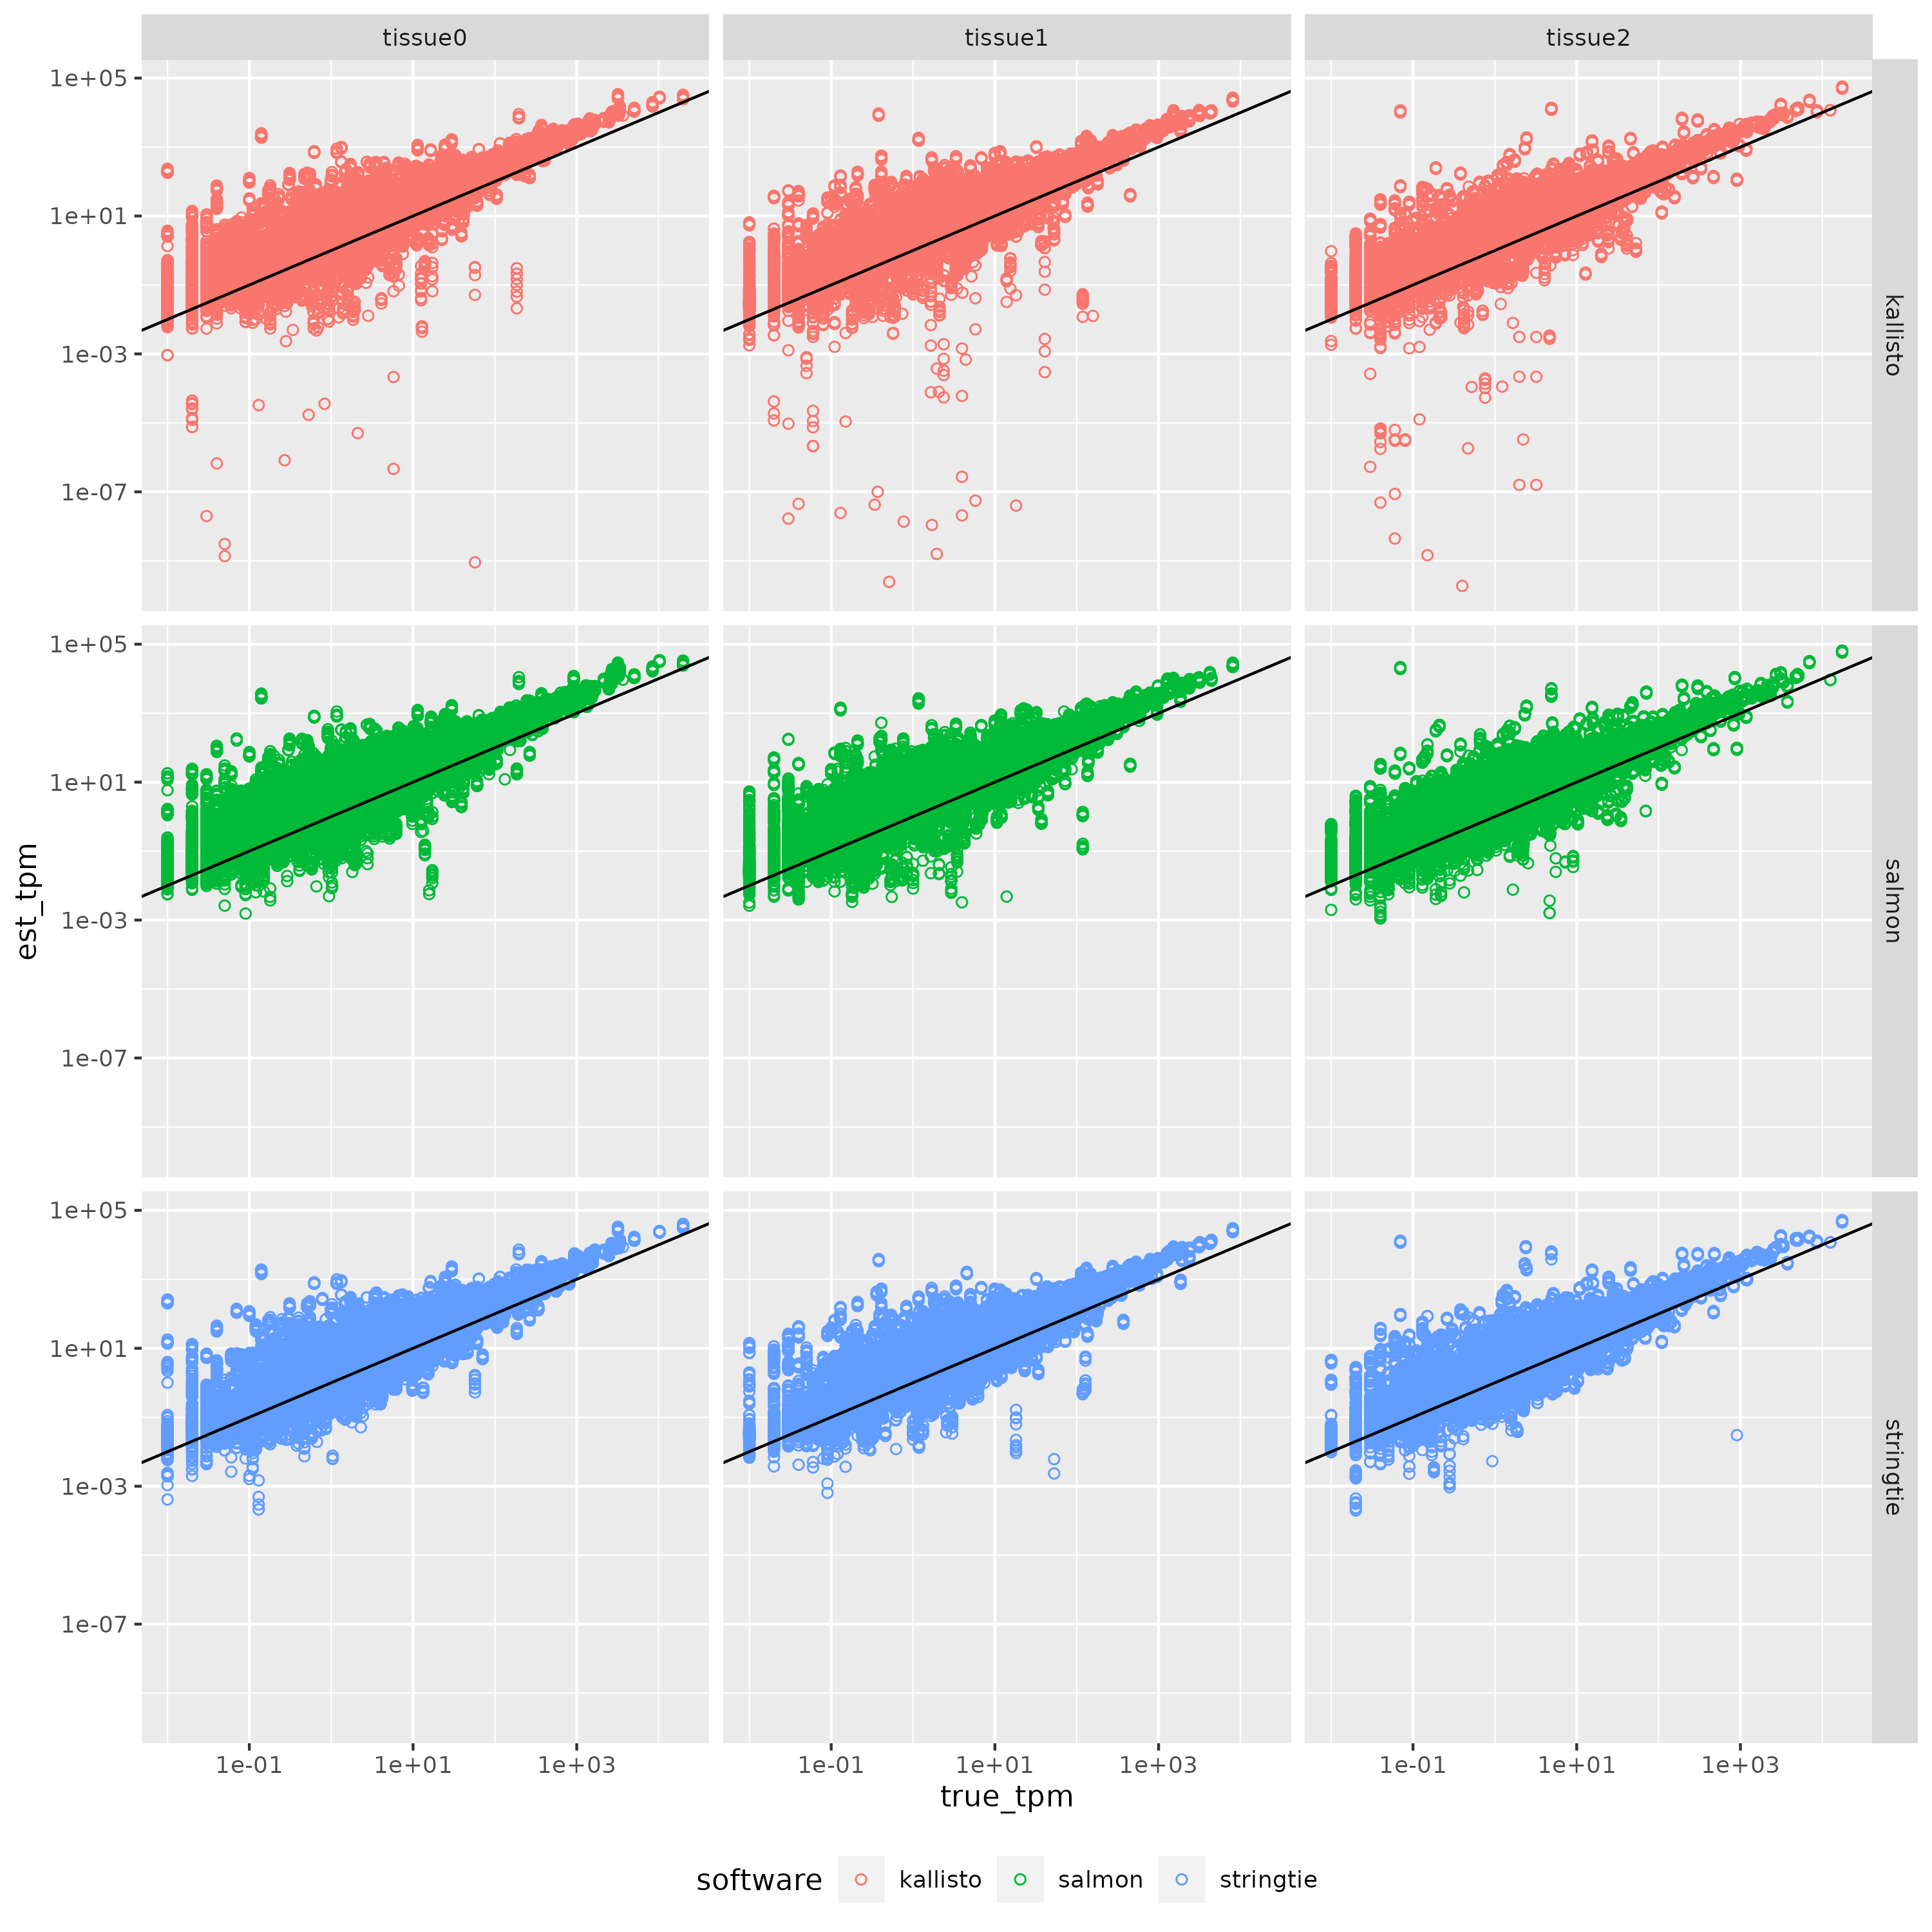 tissue0 tissue1 tissue2
1e+05
1e+01
1e-03
1e-07
kallisto
1e+05
1e+01
1e-03
1e-07
salmon
1e+05
1e+01
1e-03
1e-07
stringtie
est_tpm
1e-01 1e+01 1e+03 1e-01 1e+01 1e+03 1e-01 1e+01 1e+03
true_tpm
software kallisto salmon stringtie